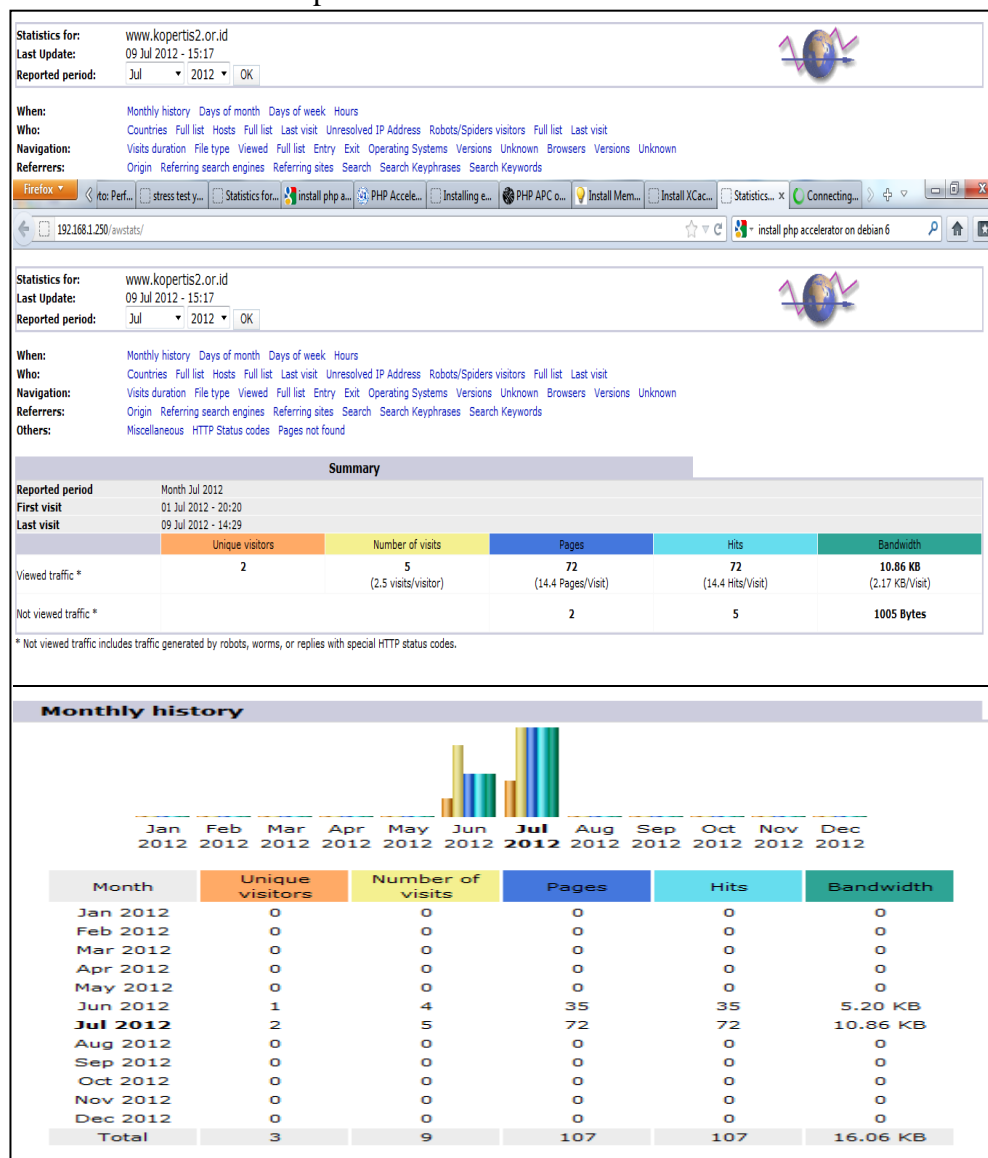 Statistics for: www.kopertis2.or.id
Last Update: 09 Jul 2012 - 15:17
Reported period: Jul 2012 OK
When: Monthly history Days of month Days of week Hours
Who: Countries Full list Hosts Full list Last visit Unresolved IP Address Robots/Spiders visitors Full list Last visit
Navigation: Visits duration File type Viewed Full list Entry Exit Operating Systems Versions Unknown Browsers Versions Unknown
Referrers: Origin Referring search engines Referring sites Search Search Keyphrases Search Keywords
Firefox rto: Perf... stress test y... Statistics for... install php a... PHP Accele... Installing e... PHP APC o... Install Mem... Install XCac... Statistics... x Connecting...
192.168.1.250/awstats/ install php accelerator on debian 6
Statistics for: www.kopertis2.or.id
Last Update: 09 Jul 2012 - 15:17
Reported period: Jul 2012 OK
When: Monthly history Days of month Days of week Hours
Who: Countries Full list Hosts Full list Last visit Unresolved IP Address Robots/Spiders visitors Full list Last visit
Navigation: Visits duration File type Viewed Full list Entry Exit Operating Systems Versions Unknown Browsers Versions Unknown
Referrers: Origin Referring search engines Referring sites Search Search Keyphrases Search Keywords
Others: Miscellaneous HTTP Status codes Pages not found
Summary
Reported period Month Jul 2012
First visit 01 Jul 2012 - 20:20
Last visit 09 Jul 2012 - 14:29
Unique visitors Number of visits Pages Hits Bandwidth
Viewed traffic * 2 5 72 72 10.86 KB
(2.5 visits/visitor) (14.4 Pages/Visit) (14.4 Hits/Visit) (2.17 KB/Visit)
Not viewed traffic * 2 5 1005 Bytes
* Not viewed traffic includes traffic generated by robots, worms, or replies with special HTTP status codes.
Monthly history
Jan Feb Mar Apr May Jun Jul Aug Sep Oct Nov Dec
2012 2012 2012 2012 2012 2012 2012 2012 2012 2012 2012 2012
Month Unique visitors Number of visits Pages Hits Bandwidth
Jan 2012 0 0 0 0 0
Feb 2012 0 0 0 0 0
Mar 2012 0 0 0 0 0
Apr 2012 0 0 0 0 0
May 2012 0 0 0 0 0
Jun 2012 1 4 35 35 5.20 KB
Jul 2012 2 5 72 72 10.86 KB
Aug 2012 0 0 0 0 0
Sep 2012 0 0 0 0 0
Oct 2012 0 0 0 0 0
Nov 2012 0 0 0 0 0
Dec 2012 0 0 0 0 0
Total 3 9 107 107 16.06 KB